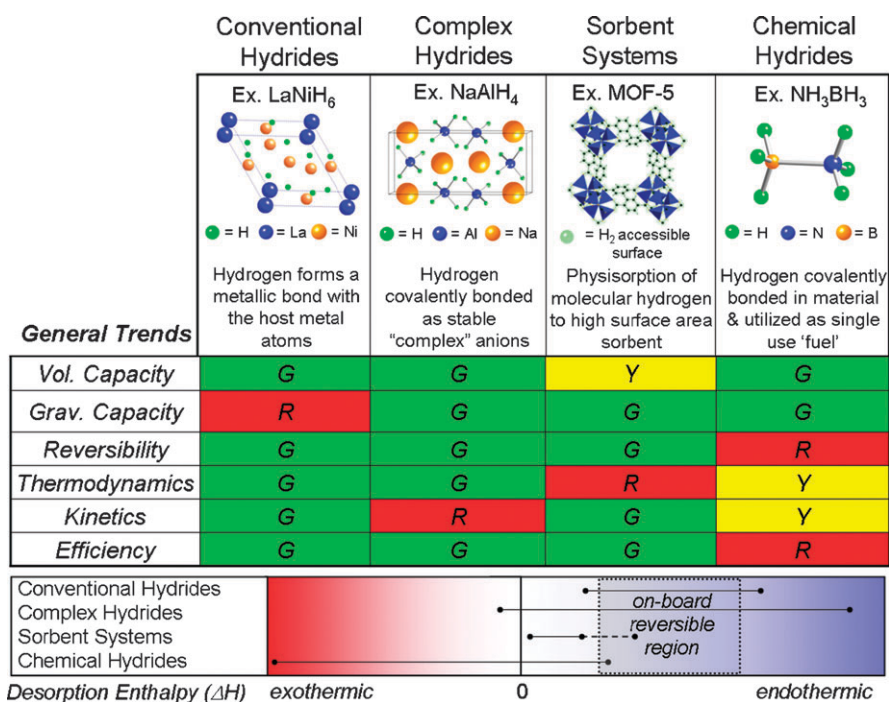 Conventional Hydrides
Complex Hydrides
Sorbent Systems
Chemical Hydrides
Ex. LaNiH6
Ex. NaAlH4
Ex. MOF-5
Ex. NH3BH3
= H = La = Ni
= H = Al = Na
= H2 accessible surface
= H = N = B
General Trends
Hydrogen forms a
metallic bond with
the host metal
atoms
Hydrogen
covalently bonded
as stable
"complex" anions
Physisorption of
molecular hydrogen
to high surface area
sorbent
Hydrogen covalently
bonded in material
& utilized as single
use 'fuel'
Vol. Capacity G G Y G
Grav. Capacity R G G G
Reversibility G G G R
Thermodynamics G G R Y
Kinetics G R G Y
Efficiency G G G R
Conventional Hydrides
Complex Hydrides
Sorbent Systems
Chemical Hydrides
on-board
reversible
region
Desorption Enthalpy (ΔH) exothermic 0 endothermic